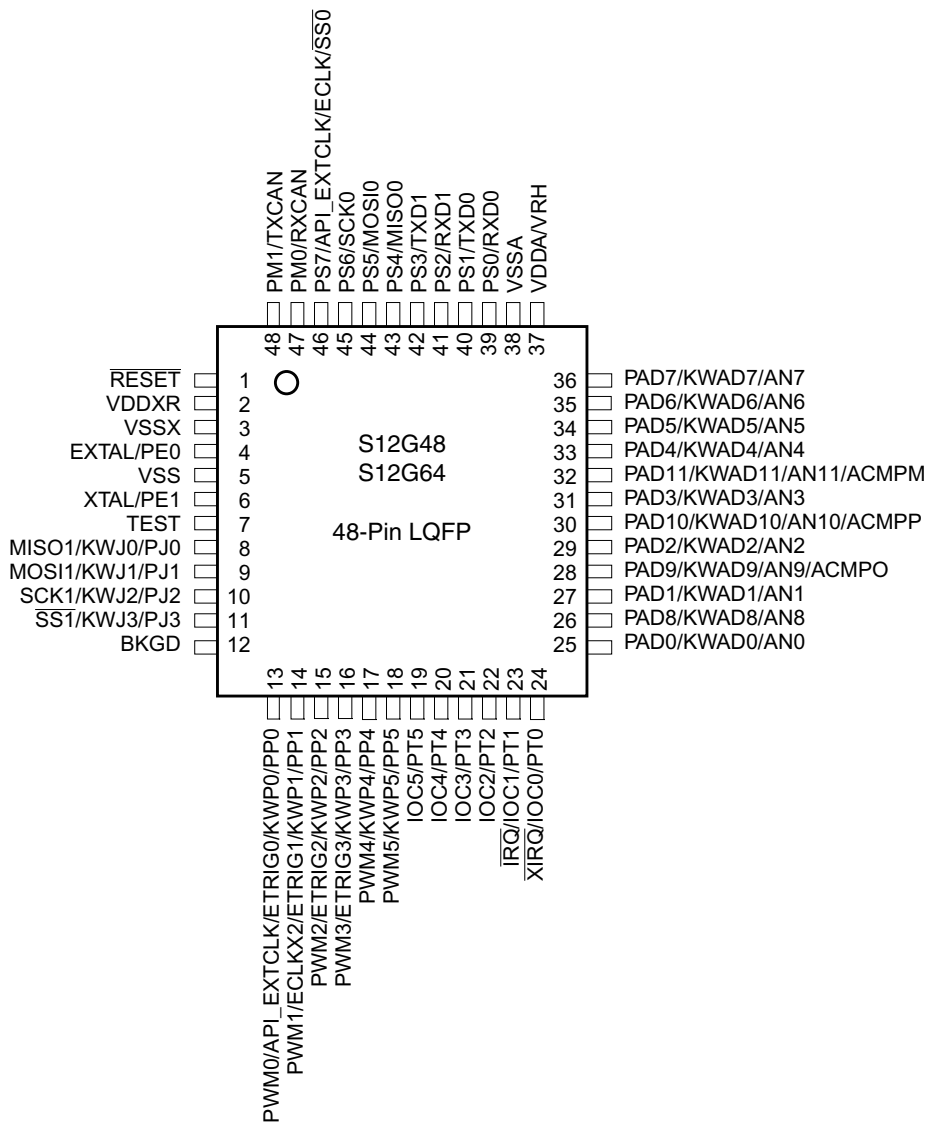 PS7/API_EXTCLK/ECLK/SS0
PM1/TXCAN
PM0/RXCAN
PS6/SCK0
PS5/MOSI0
PS4/MISO0
PS3/TXD1
PS2/RXD1
PS1/TXD0
PS0/RXD0
VSSA
VDDA/VRH
48
47
46
45
44
43
42
41
40
39
38
37
RESET 1
VDDXR 2
VSSX 3
EXTAL/PE0 4
VSS 5
XTAL/PE1 6
TEST 7
MISO1/KWJ0/PJ0 8
MOSI1/KWJ1/PJ1 9
SCK1/KWJ2/PJ2 10
SS1/KWJ3/PJ3 11
BKGD 12
S12G48
S12G64
48-Pin LQFP
36 PAD7/KWAD7/AN7
35 PAD6/KWAD6/AN6
34 PAD5/KWAD5/AN5
33 PAD4/KWAD4/AN4
32 PAD11/KWAD11/AN11/ACMPM
31 PAD3/KWAD3/AN3
30 PAD10/KWAD10/AN10/ACMPP
29 PAD2/KWAD2/AN2
28 PAD9/KWAD9/AN9/ACMPO
27 PAD1/KWAD1/AN1
26 PAD8/KWAD8/AN8
25 PAD0/KWAD0/AN0
13
14
15
16
17
18
19
20
21
22
23
24
PWM0/API_EXTCLK/ETRIG0/KWP0/PP0
PWM1/ECLKX2/ETRIG1/KWP1/PP1
PWM2/ETRIG2/KWP2/PP2
PWM3/ETRIG3/KWP3/PP3
PWM4/KWP4/PP4
PWM5/KWP5/PP5
IOC5/PT5
IOC4/PT4
IOC3/PT3
IOC2/PT2
IRQ/IOC1/PT1
XIRQ/IOC0/PT0